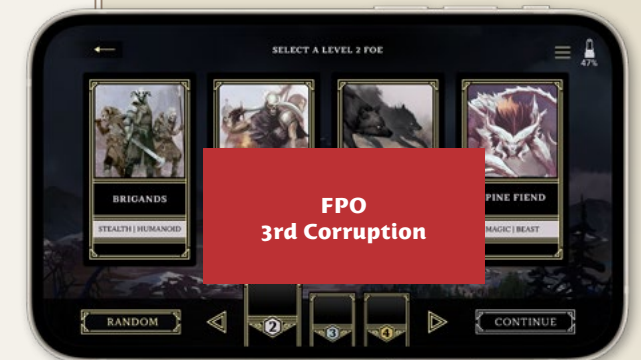 SELECT A LEVEL 2 FOE
47%
BRIGANDS
PINE FIEND
STEALTH | HUMANOID
MAGIC | BEAST
FPO
3rd Corruption
RANDOM
2
3
4
CONTINUE